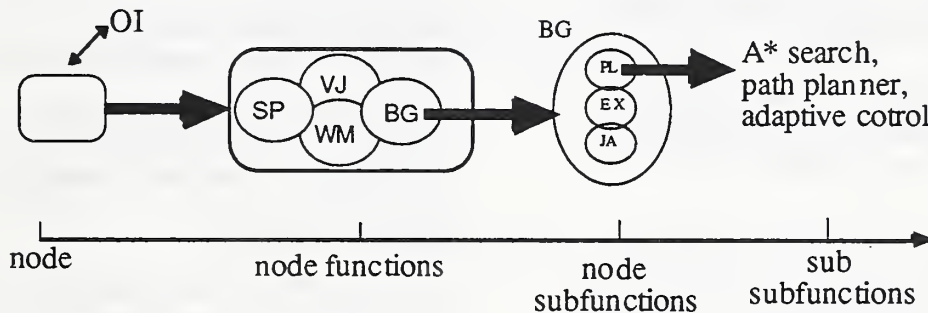 OI
SP
VJ
WM
BG
BG
PL
EX
JA
A* search,
path planner,
adaptive cotrol
node
node functions
node
subfunctions
sub
subfunctions